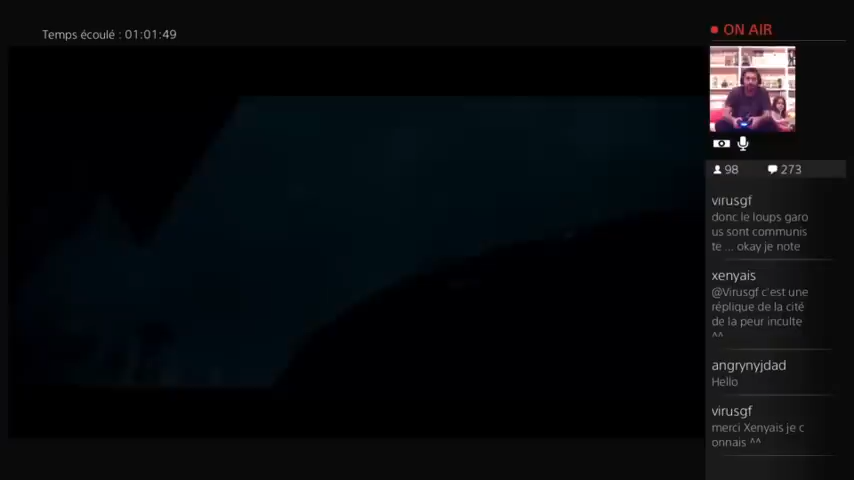 Temps écoulé : 01:01:49
ON AIR
98
273
virusgf
donc le loups garo
us sont communis
te ... okay je note
xenyais
@Virusgf c'est une
réplique de la cité
de la peur inculte
^^
angrynyjdad
Hello
virusgf
merci Xenyais je c
onnais ^^